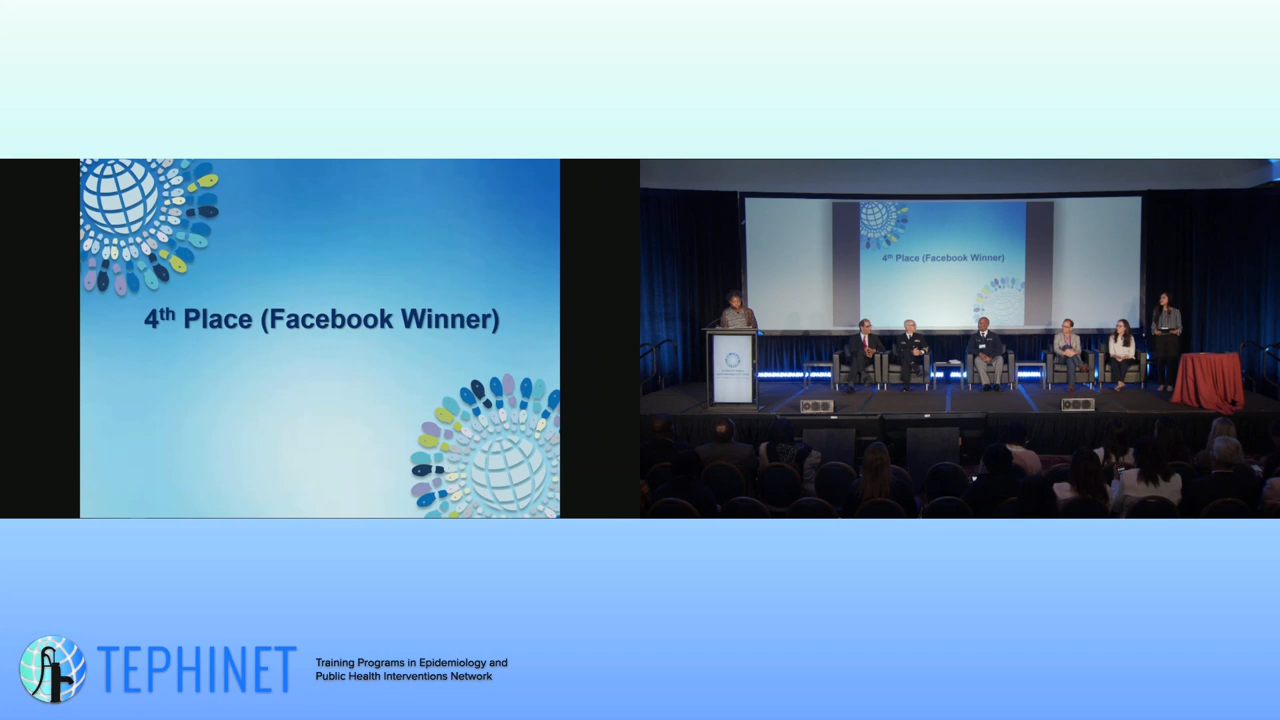 4th Place (Facebook Winner)
4th Place (Facebook Winner)
TEPHINET
Training Programs in Epidemiology and
Public Health Interventions Network